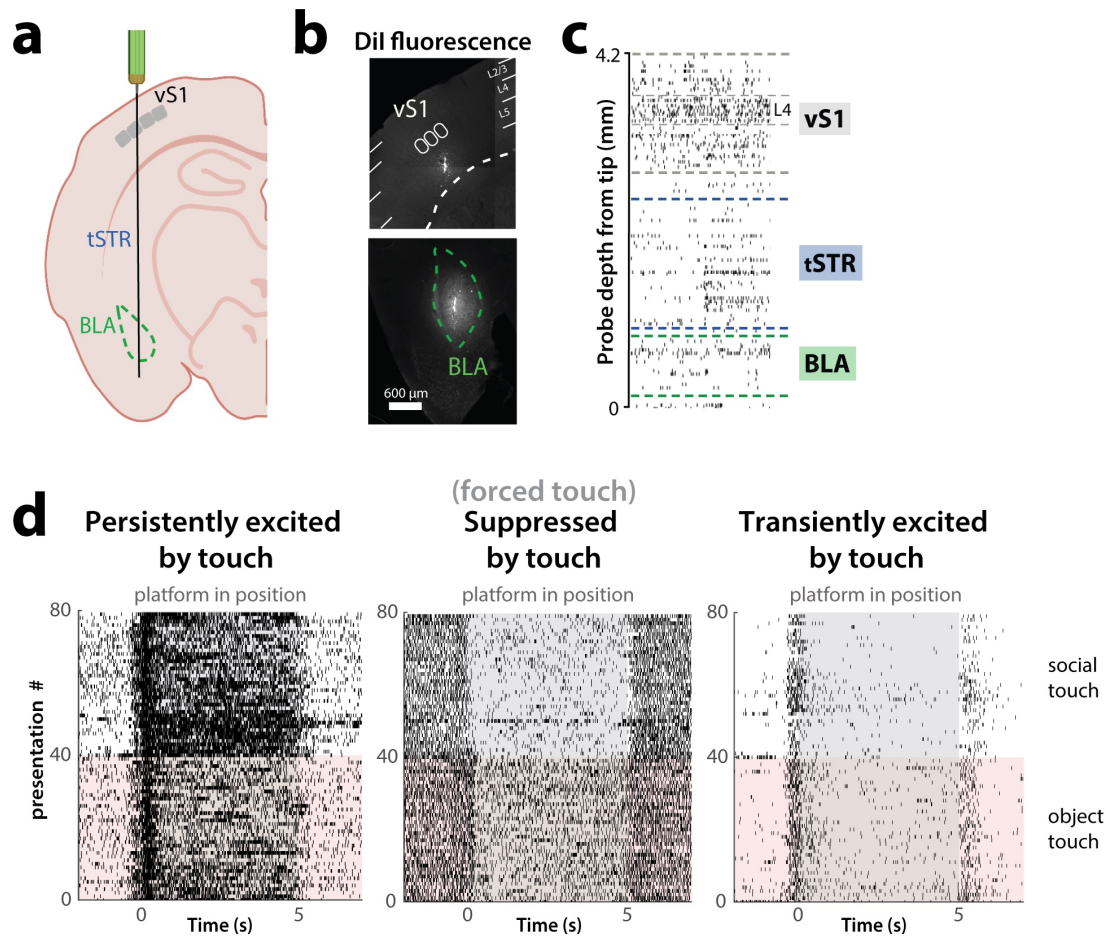 a
vS1
tSTR
BLA
b
DiI fluorescence
L2/3
L4
L5
vS1
BLA
600 µm
c
4.2
Probe depth from tip (mm)
0
L4
vS1
tSTR
BLA
d
(forced touch)
Persistently excited
by touch
platform in position
Suppressed
by touch
platform in position
Transiently excited
by touch
platform in position
presentation #
80
40
0
0
5
Time (s)
80
40
0
0
5
Time (s)
80
40
0
0
5
Time (s)
social
touch
object
touch